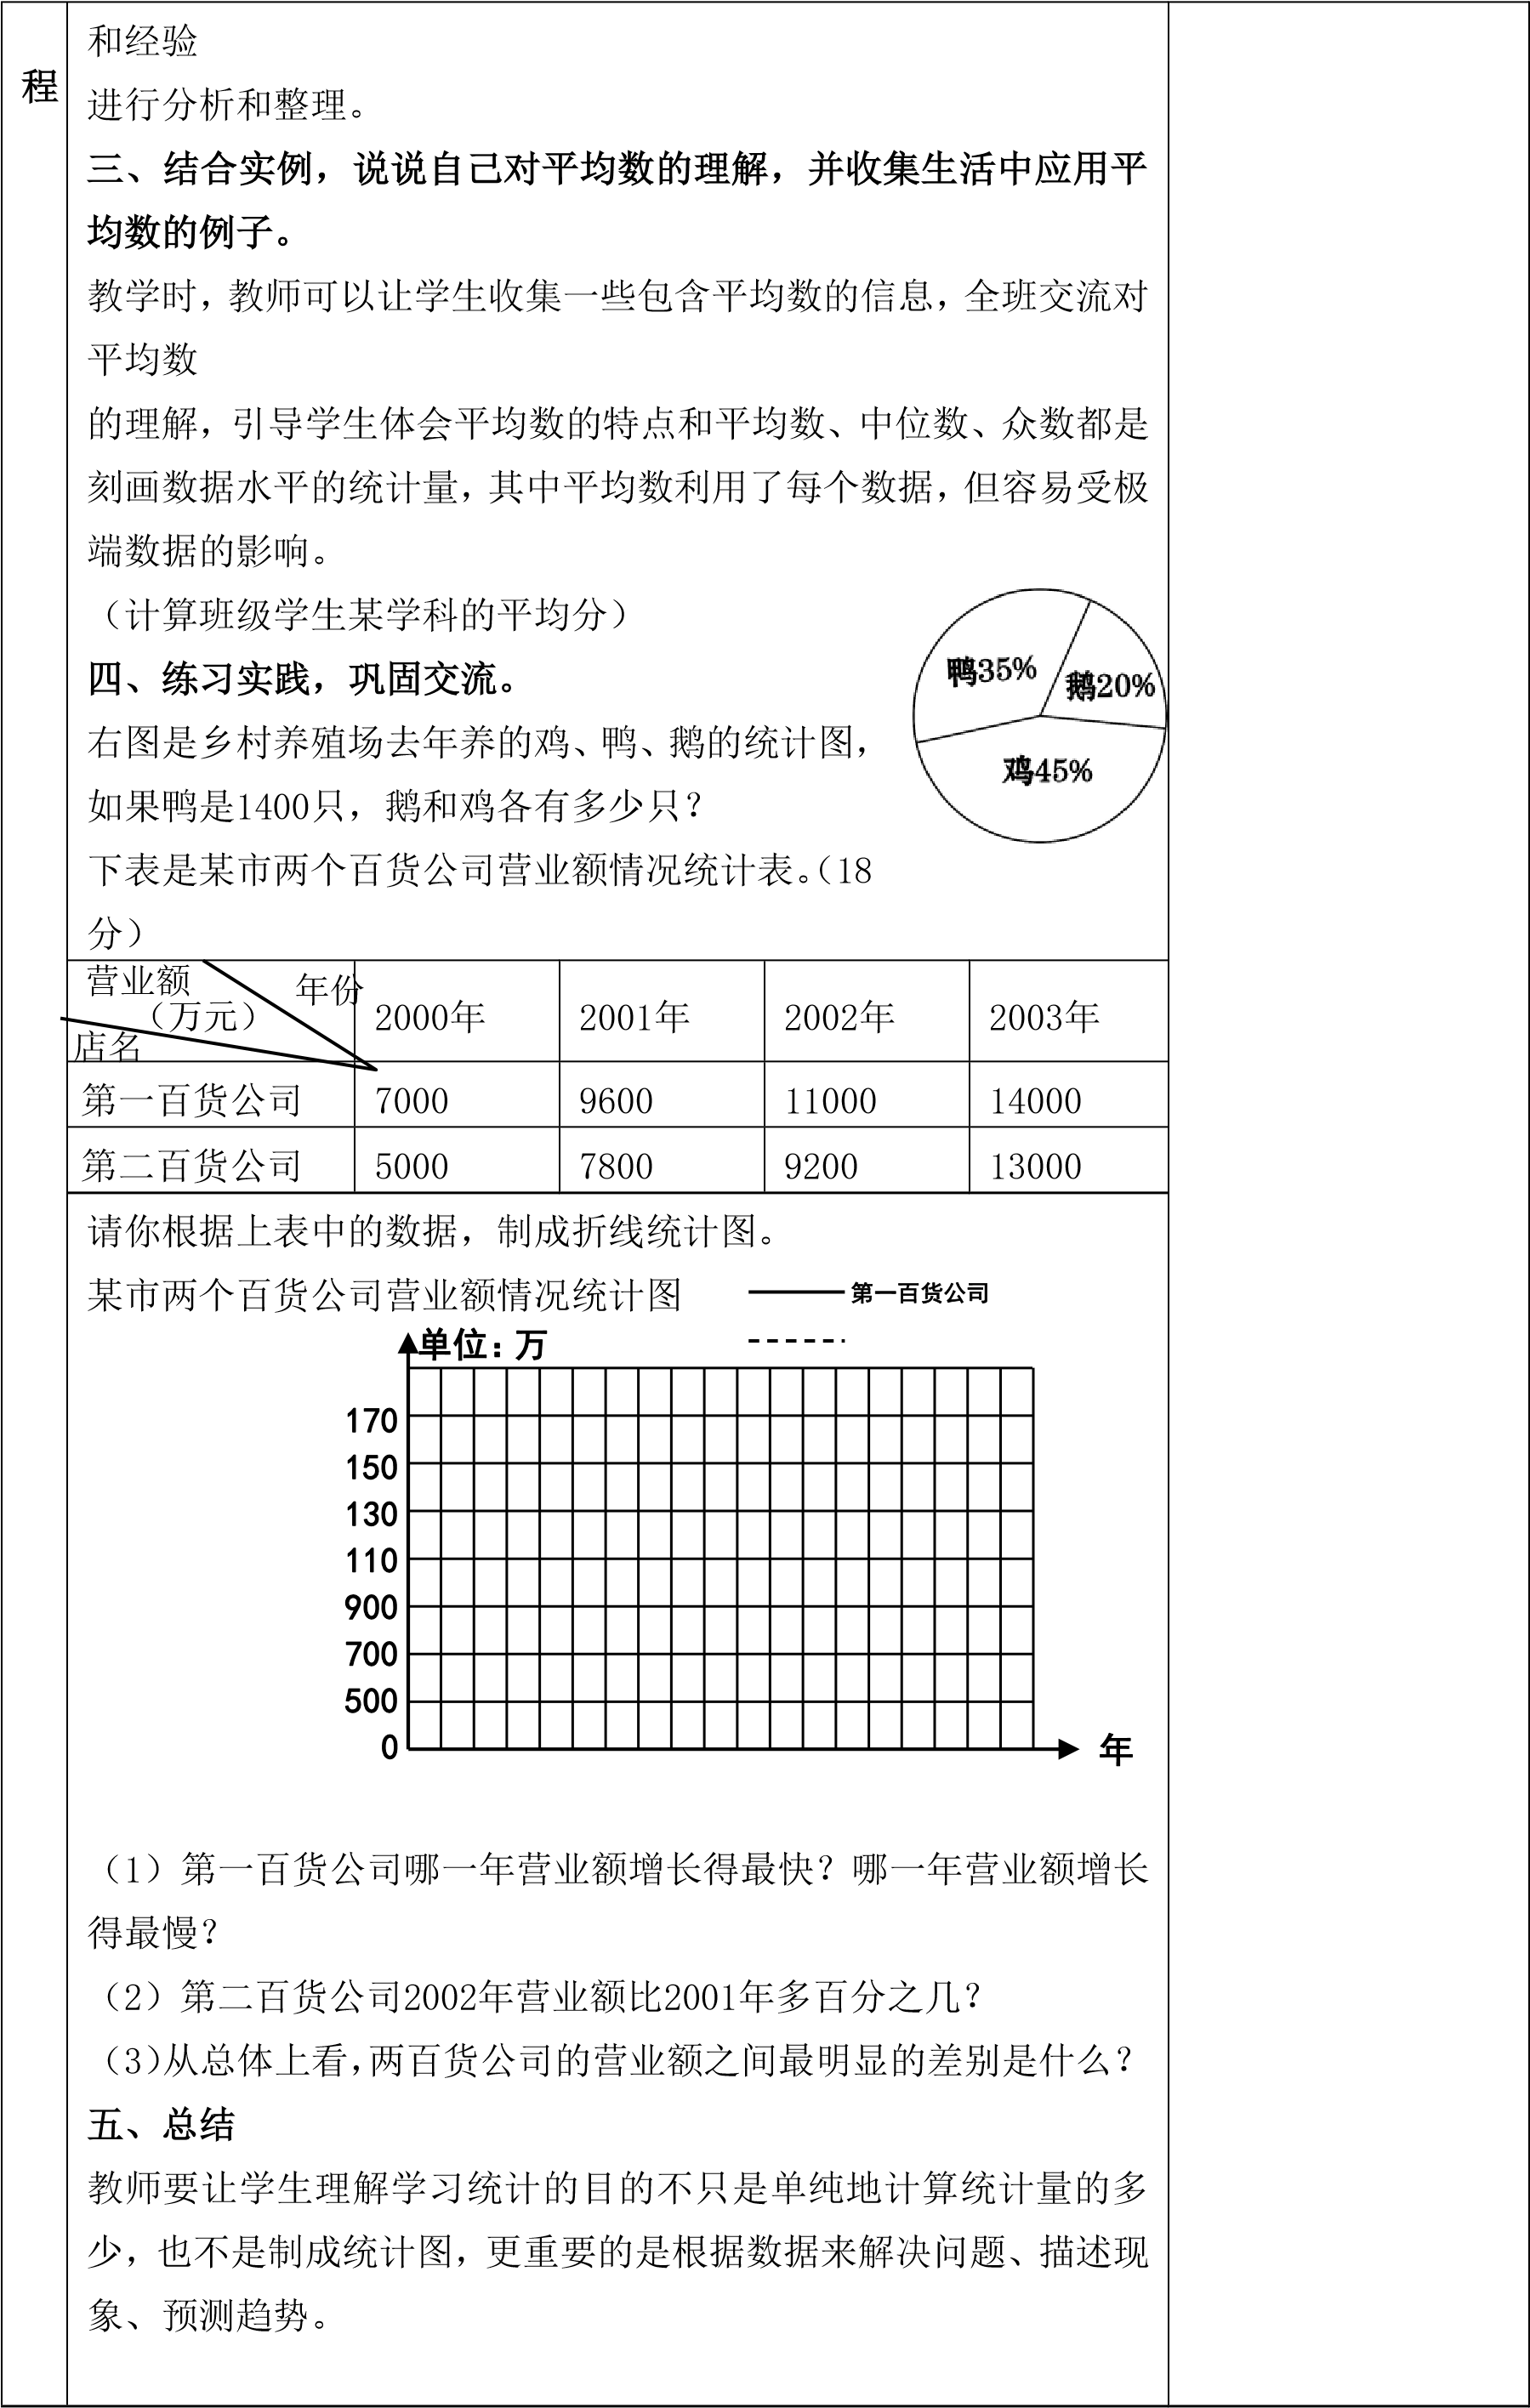 程
和经验
进行分析和整理。
三、结合实例，说说自己对平均数的理解，并收集生活中应用平
均数的例子。
教学时，教师可以让学生收集一些包含平均数的信息，全班交流对
平均数
的理解，引导学生体会平均数的特点和平均数、中位数、众数都是
刻画数据水平的统计量，其中平均数利用了每个数据，但容易受极
端数据的影响。
（计算班级学生某学科的平均分）
四、练习实践，巩固交流。
右图是乡村养殖场去年养的鸡、鸭、鹅的统计图，
如果鸭是1400只，鹅和鸡各有多少只？
鸭35%
鹅20%
鸡45%
下表是某市两个百货公司营业额情况统计表。（18
分）
营业额
（万元）
年份
店名
2000年 2001年 2002年 2003年
第一百货公司 7000 9600 11000 14000
第二百货公司 5000 7800 9200 13000
请你根据上表中的数据，制成折线统计图。
某市两个百货公司营业额情况统计图
第一百货公司
单位：万
170
150
130
110
900
700
500
0
年
（1）第一百货公司哪一年营业额增长得最快？哪一年营业额增长
得最慢？
（2）第二百货公司2002年营业额比2001年多百分之几？
（3）从总体上看，两百货公司的营业额之间最明显的差别是什么？
五、总结
教师要让学生理解学习统计的目的不只是单纯地计算统计量的多
少，也不是制成统计图，更重要的是根据数据来解决问题、描述现
象、预测趋势。